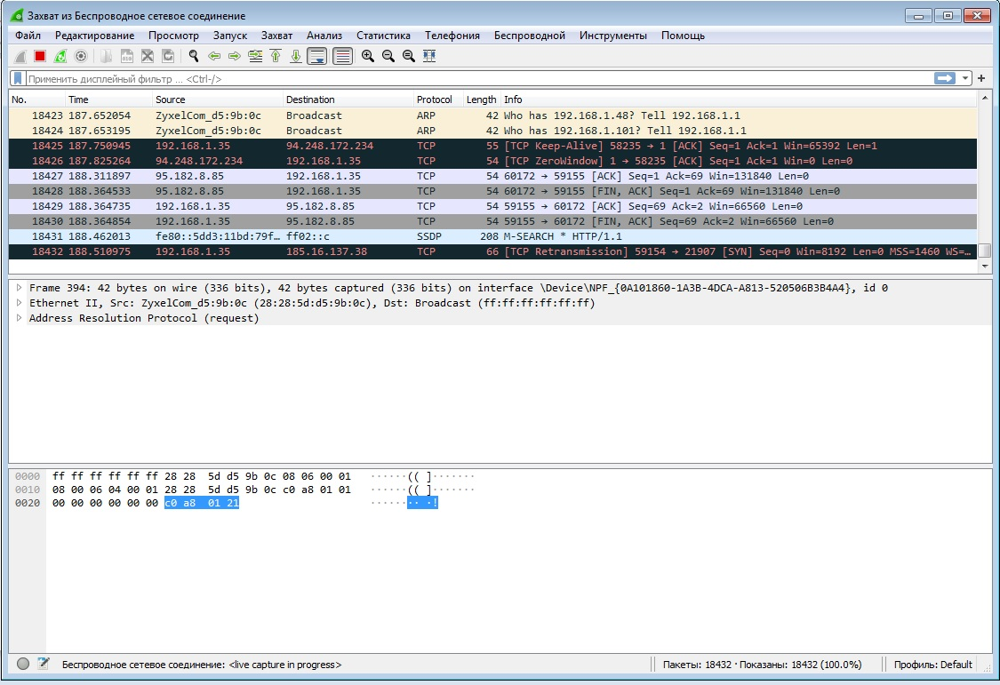 Захват из Беспроводное сетевое соединение
Файл Редактирование Просмотр Запуск Захват Анализ Статистика Телефония Беспроводной Инструменты Помощь
Применить дисплейный фильтр ... <Ctrl-/>
No. Time Source Destination Protocol Length Info
18423 187.652054 ZyxelCom_d5:9b:0c Broadcast ARP 42 Who has 192.168.1.48? Tell 192.168.1.1
18424 187.653195 ZyxelCom_d5:9b:0c Broadcast ARP 42 Who has 192.168.1.101? Tell 192.168.1.1
18425 187.750945 192.168.1.35 94.248.172.234 TCP 55 [TCP Keep-Alive] 58235 → 1 [ACK] Seq=1 Ack=1 Win=65392 Len=1
18426 187.825264 94.248.172.234 192.168.1.35 TCP 54 [TCP ZeroWindow] 1 → 58235 [ACK] Seq=1 Ack=1 Win=0 Len=0
18427 188.311897 95.182.8.85 192.168.1.35 TCP 54 60172 → 59155 [ACK] Seq=1 Ack=69 Win=131840 Len=0
18428 188.364533 95.182.8.85 192.168.1.35 TCP 54 60172 → 59155 [FIN, ACK] Seq=1 Ack=69 Win=131840 Len=0
18429 188.364735 192.168.1.35 95.182.8.85 TCP 54 59155 → 60172 [ACK] Seq=69 Ack=2 Win=66560 Len=0
18430 188.364854 192.168.1.35 95.182.8.85 TCP 54 59155 → 60172 [FIN, ACK] Seq=69 Ack=2 Win=66560 Len=0
18431 188.462013 fe80::5dd3:11bd:79f… ff02::c SSDP 208 M-SEARCH * HTTP/1.1
18432 188.510975 192.168.1.35 185.16.137.38 TCP 66 [TCP Retransmission] 59154 → 21907 [SYN] Seq=0 Win=8192 Len=0 MSS=1460 WS=…
Frame 394: 42 bytes on wire (336 bits), 42 bytes captured (336 bits) on interface \Device\NPF_{0A101860-1A3B-4DCA-A813-520506B3B4A4}, id 0
Ethernet II, Src: ZyxelCom_d5:9b:0c (28:28:5d:d5:9b:0c), Dst: Broadcast (ff:ff:ff:ff:ff:ff)
Address Resolution Protocol (request)
0000 ff ff ff ff ff ff 28 28 5d d5 9b 0c 08 06 00 01 ······(( ]·······
0010 08 00 06 04 00 01 28 28 5d d5 9b 0c c0 a8 01 01 ······(( ]·······
0020 00 00 00 00 00 00 c0 a8 01 21 ········ ·!
Беспроводное сетевое соединение: <live capture in progress> Пакеты: 18432 · Показаны: 18432 (100.0%) Профиль: Default